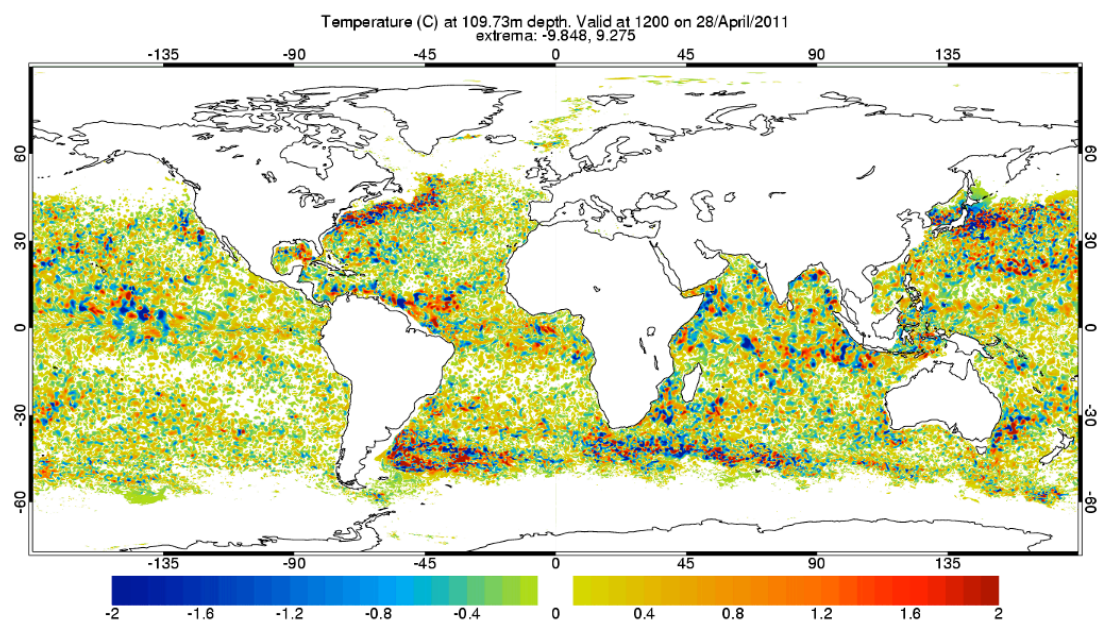 Temperature (C) at 109.73m depth. Valid at 1200 on 28/April/2011
extrema: -9.848, 9.275
-135 -90 -45 0 45 90 135
60 60
30 30
0 0
-30 -30
-60 -60
-135 -90 -45 0 45 90 135
-2 -1.6 -1.2 -0.8 -0.4 0 0.4 0.8 1.2 1.6 2